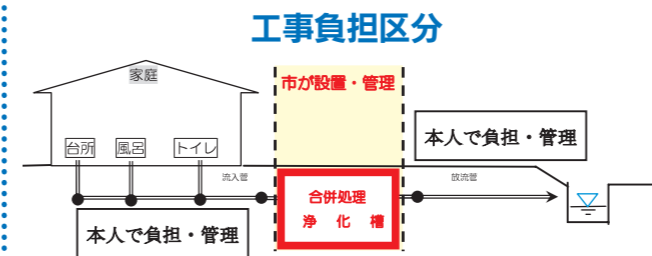 工事負担区分
家庭
市が設置・管理
台所
風呂
トイレ
本人で負担・管理
流入管
放流管
合併処理
浄化槽
本人で負担・管理